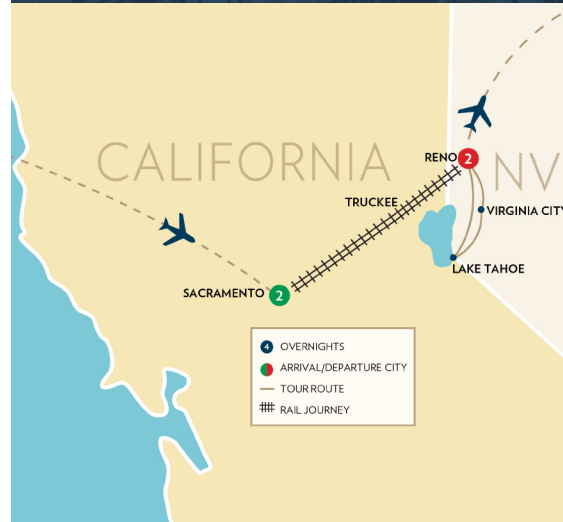 CALIFORNIA
RENO 2
NV
TRUCKEE
VIRGINIA CITY
LAKE TAHOE
SACRAMENTO 2
4 OVERNIGHTS
ARRIVAL/DEPARTURE CITY
TOUR ROUTE
RAIL JOURNEY